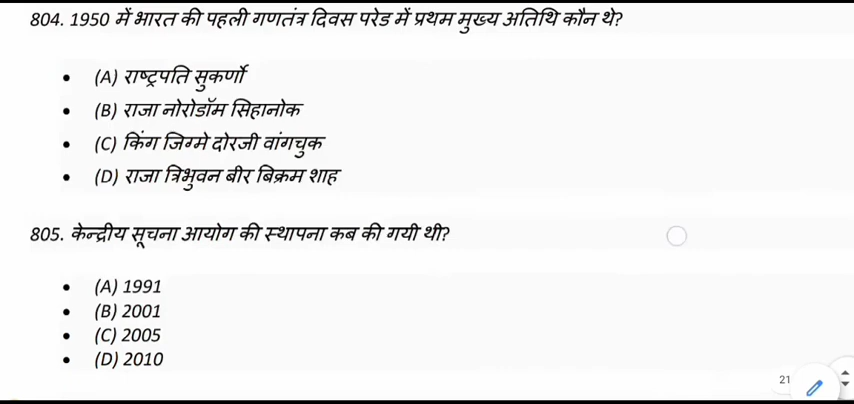 804. 1950 में भारत की पहली गणतंत्र दिवस परेड में प्रथम मुख्य अतिथि कौन थे?
• (A) राष्ट्रपति सुकर्णो
• (B) राजा नोरोडॉम सिहानोक
• (C) किंग जिग्मे दोरजी वांगचुक
• (D) राजा त्रिभुवन बीर बिक्रम शाह
805. केन्द्रीय सूचना आयोग की स्थापना कब की गयी थी?
• (A) 1991
• (B) 2001
• (C) 2005
• (D) 2010
21